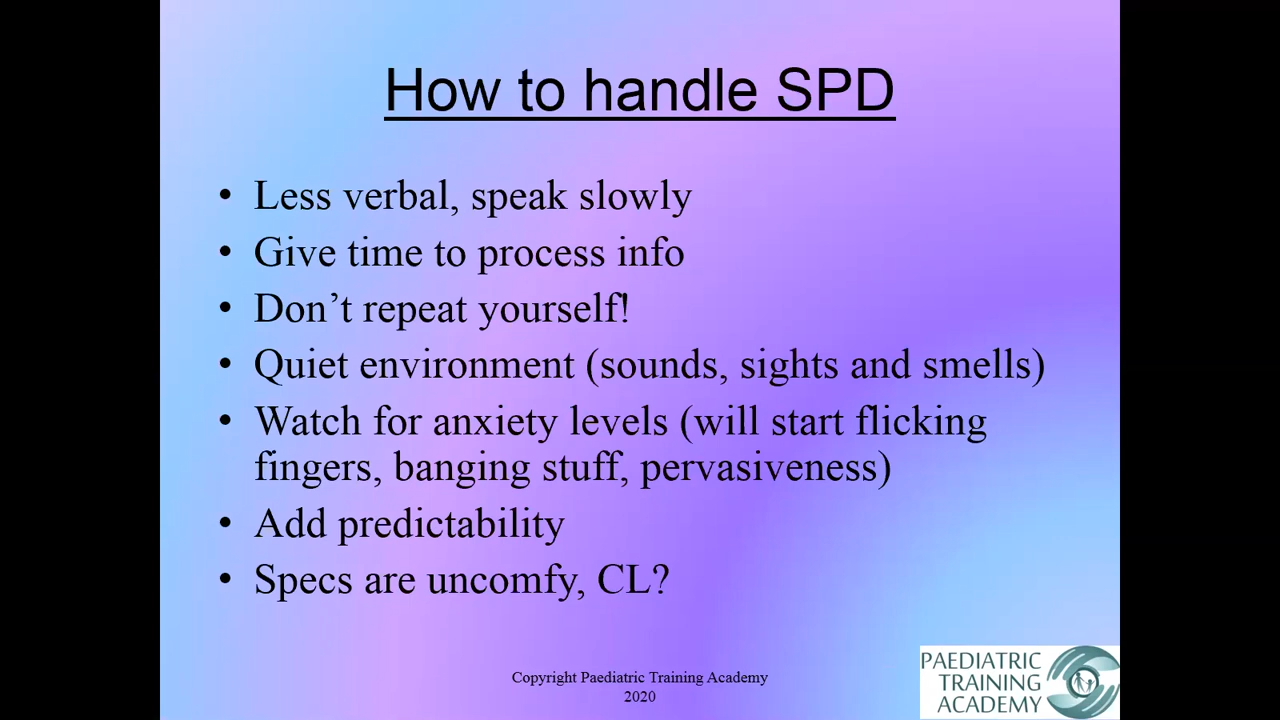 How to handle SPD
• Less verbal, speak slowly
• Give time to process info
• Don’t repeat yourself!
• Quiet environment (sounds, sights and smells)
• Watch for anxiety levels (will start flicking
fingers, banging stuff, pervasiveness)
• Add predictability
• Specs are uncomfy, CL?
Copyright Paediatric Training Academy
2020
PAEDIATRIC
TRAINING
ACADEMY